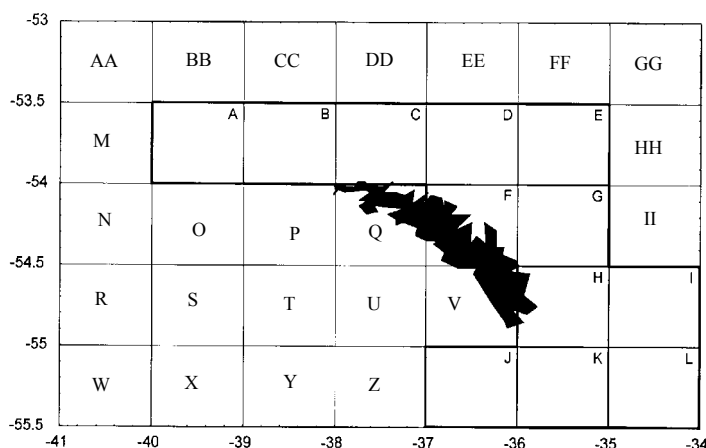 -53
AA BB CC DD EE FF GG
-53.5
M A B C D E HH
-54
N O P Q F G II
-54.5
R S T U V H I
-55
W X Y Z J K L
-55.5
-41 -40 -39 -38 -37 -36 -35 -34